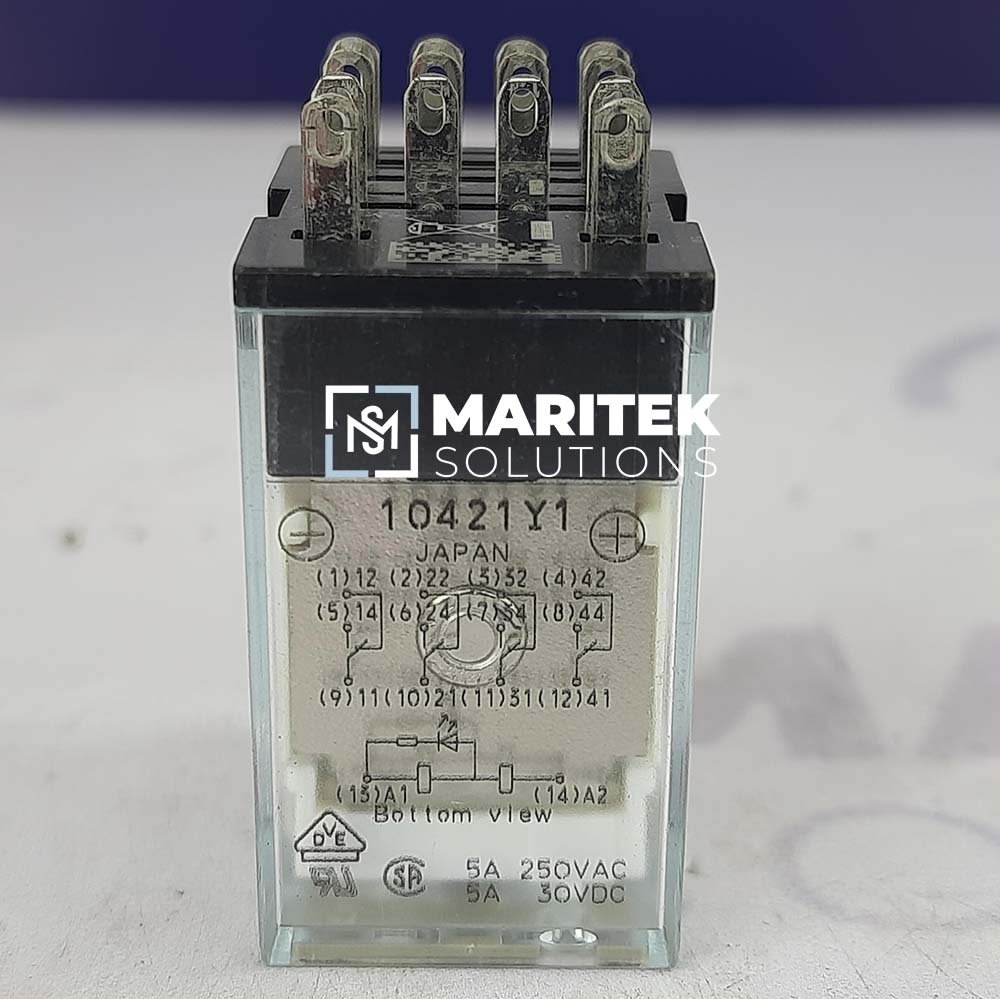 MS MARITEK
SOLUTIONS
10421Y1
JAPAN
(1)12 (2)22 (3)32 (4)42
(5)14 (6)24 (7)34 (8)44
(9)11 (10)21 (11)31 (12)41
(13)A1 (14)A2
Bottom view
DVE
5A 250VAC
5A 30VDC